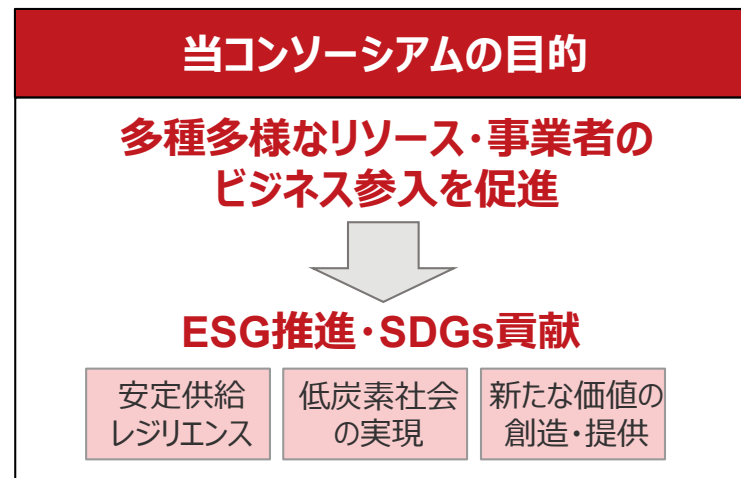 当コンソーシアムの目的
多種多様なリソース・事業者の
ビジネス参入を促進
ESG推進・SDGs貢献
安定供給
レジリエンス
低炭素社会
の実現
新たな価値の
創造・提供